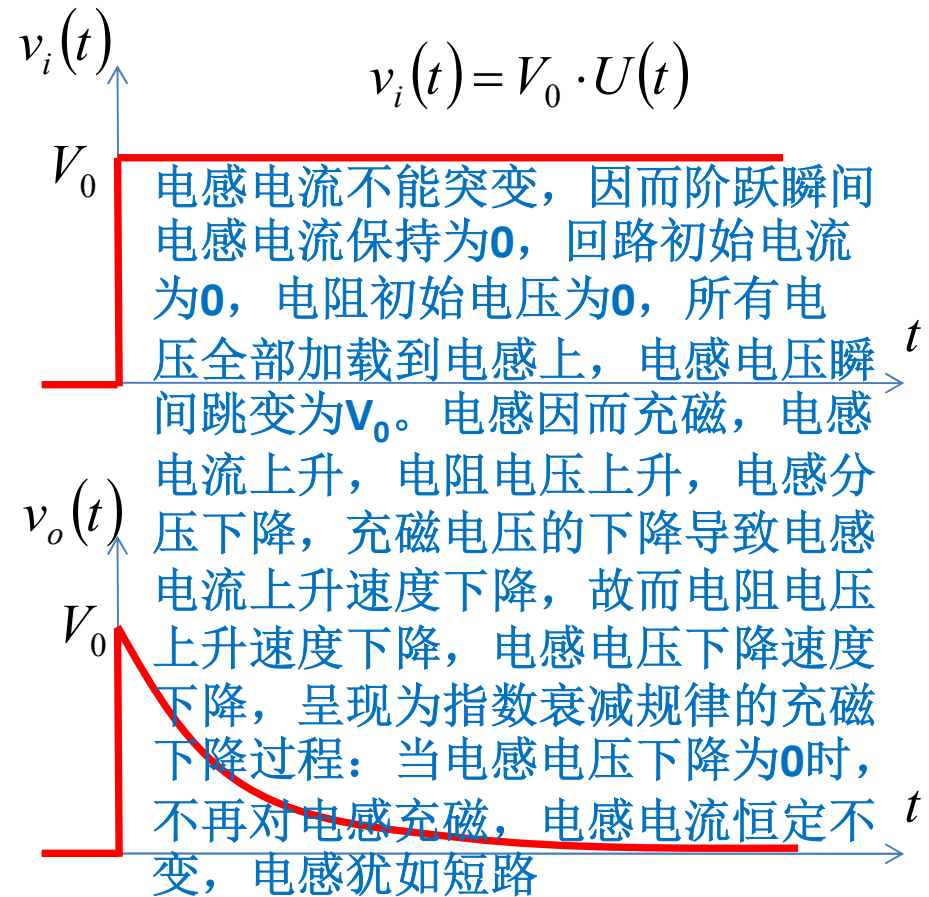 v_i(t)
v_i(t) = V_0 · U(t)
V_0
电感电流不能突变，因而阶跃瞬间
电感电流保持为0，回路初始电流
为0，电阻初始电压为0，所有电
t
压全部加载到电感上，电感电压瞬
间跳变为V_0。电感因而充磁，电感
电流上升，电阻电压上升，电感分
v_o(t)
压下降，充磁电压的下降导致电感
电流上升速度下降，故而电阻电压
V_0
上升速度下降，电感电压下降速度
下降，呈现为指数衰减规律的充磁
下降过程：当电感电压下降为0时，
t
不再对电感充磁，电感电流恒定不
变，电感犹如短路